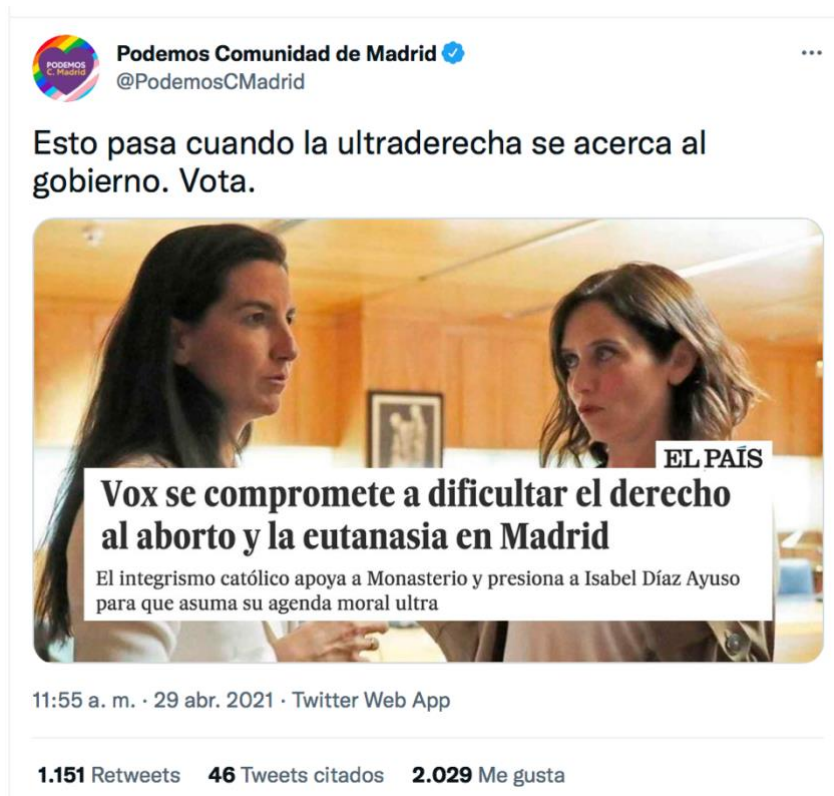 PODEMOS
C. Madrid
Podemos Comunidad de Madrid
@PodemosCMadrid
Esto pasa cuando la ultraderecha se acerca al
gobierno. Vota.
EL PAÍS
Vox se compromete a dificultar el derecho
al aborto y la eutanasia en Madrid
El integrismo católico apoya a Monasterio y presiona a Isabel Díaz Ayuso
para que asuma su agenda moral ultra
11:55 a. m. · 29 abr. 2021 · Twitter Web App
1.151 Retweets 46 Tweets citados 2.029 Me gusta